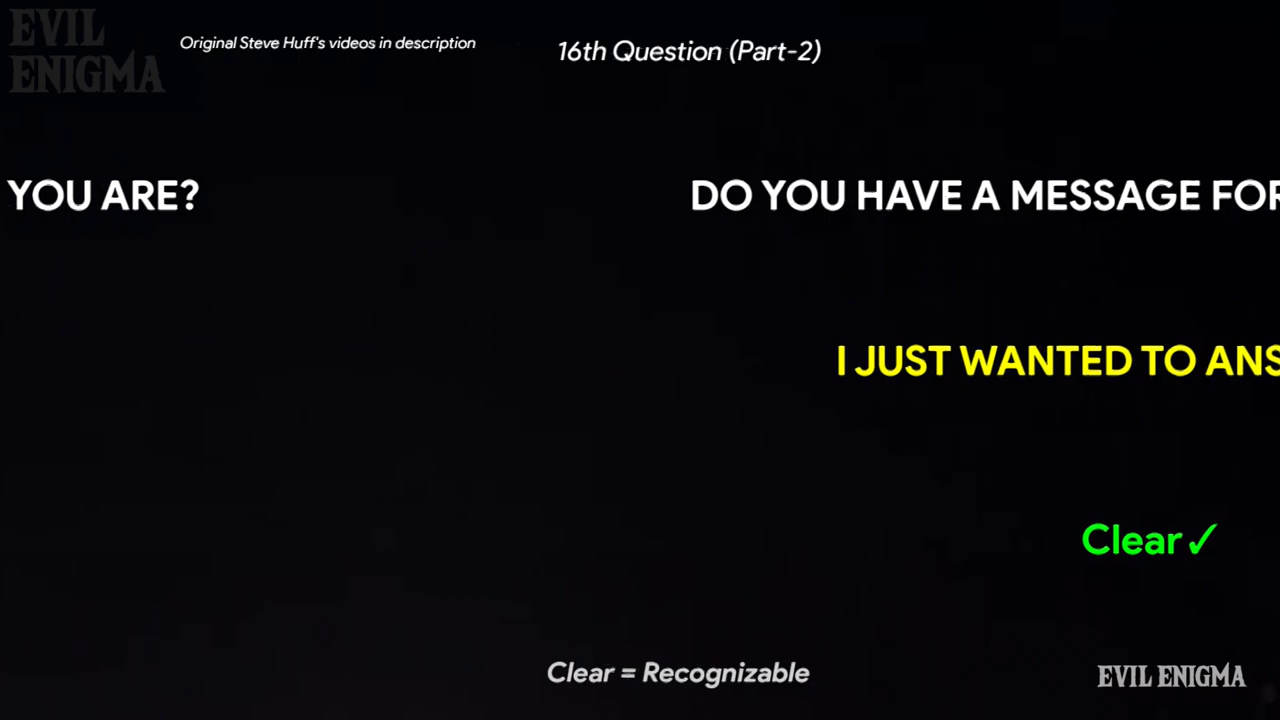 EVIL
ENIGMA
Original Steve Huff's videos in description
16th Question (Part-2)
YOU ARE?
DO YOU HAVE A MESSAGE FOR
I JUST WANTED TO ANS
Clear✓
Clear = Recognizable
EVIL ENIGMA